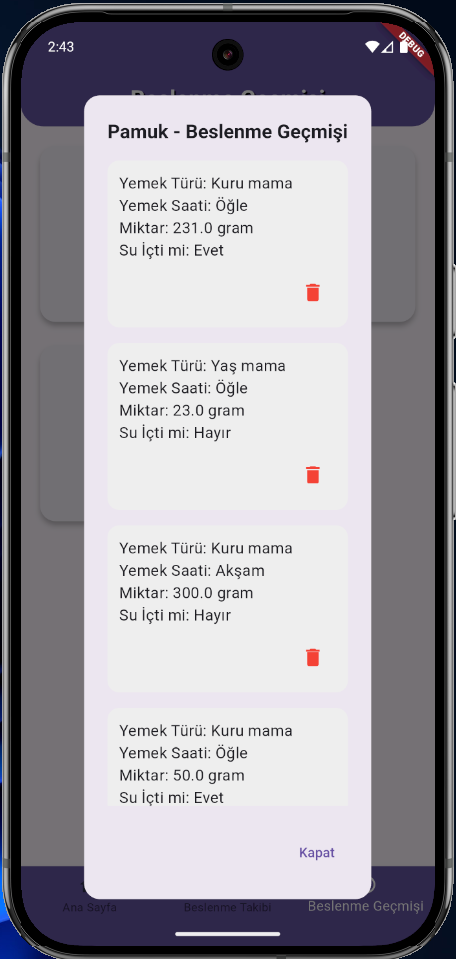 2:43
DEBUG
Beslenme Geçmişi
Pamuk - Beslenme Geçmişi
Yemek Türü: Kuru mama
Yemek Saati: Öğle
Miktar: 231.0 gram
Su İçti mi: Evet
Yemek Türü: Yaş mama
Yemek Saati: Öğle
Miktar: 23.0 gram
Su İçti mi: Hayır
Yemek Türü: Kuru mama
Yemek Saati: Akşam
Miktar: 300.0 gram
Su İçti mi: Hayır
Yemek Türü: Kuru mama
Yemek Saati: Öğle
Miktar: 50.0 gram
Su İçti mi: Evet
Kapat
Ana Sayfa
Beslenme Takibi
Beslenme Geçmişi